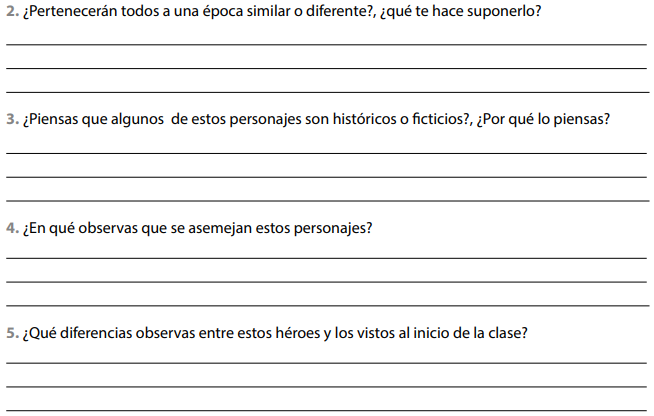 2. ¿Pertenecerán todos a una época similar o diferente?, ¿qué te hace suponerlo?
3. ¿Piensas que algunos de estos personajes son históricos o ficticios?, ¿Por qué lo piensas?
4. ¿En qué observas que se asemejan estos personajes?
5. ¿Qué diferencias observas entre estos héroes y los vistos al inicio de la clase?